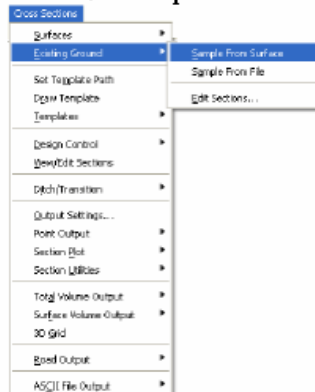 Cross Sections
Surfaces
Existing Ground
Sample From Surface
Sample From File
Edit Sections...
Set Template Path
Draw Template
Templates
Design Control
View/Edit Sections
Ditch/Transition
Output Settings...
Point Output
Section Plot
Section Utilities
Total Volume Output
Surface Volume Output
3D Grid
Road Output
ASCII File Output